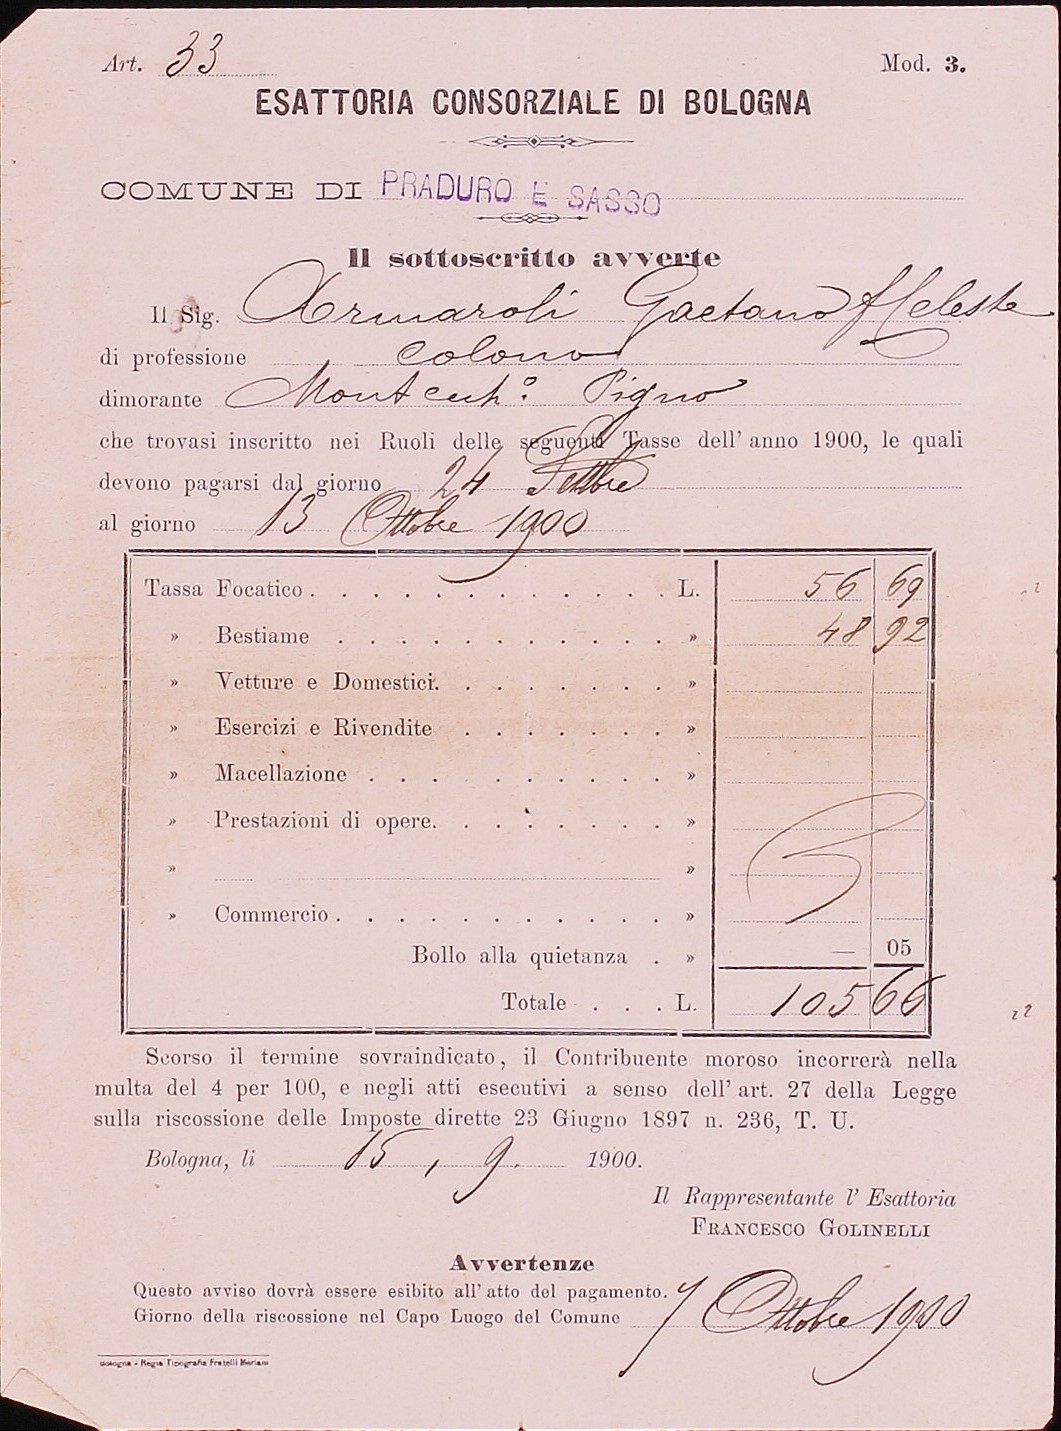 Art. 33 Mod. 3.
ESATTORIA CONSORZIALE DI BOLOGNA
COMUNE DI PRADURO E SASSO
Il sottoscritto avverte
Il Sig. Armaroli Gaetano f Celeste
di professione colono
dimorante Pigno
che trovasi inscritto nei Ruoli delle seguenti Tasse dell'anno 1900, le quali
devono pagarsi dal giorno 24 Settbre
al giorno 13 Ottobre 1900
Tassa Focatico . . . . . . . . . . . . L. 56 69
» Bestiame . . . . . . . . . . . » 48 92
» Vetture e Domestici. . . . . . . . »
» Esercizi e Rivendite . . . . . . . »
» Macellazione . . . . . . . . . . »
» Prestazioni di opere. . . . . . . . »
» »
» Commercio . . . . . . . . . . . »
Bollo alla quietanza . » — 05
Totale . . . L. 105 66
Scorso il termine sovraindicato, il Contribuente moroso incorrerà nella
multa del 4 per 100, e negli atti esecutivi a senso dell'art. 27 della Legge
sulla riscossione delle Imposte dirette 23 Giugno 1897 n. 236, T. U.
Bologna, li 15, 9. 1900.
Il Rappresentante l'Esattoria
FRANCESCO GOLINELLI
Avvertenze
Questo avviso dovrà essere esibito all'atto del pagamento.
Giorno della riscossione nel Capo Luogo del Comune 7 Ottobre 1900
Bologna - Regia Tipografia Fratelli Merlani